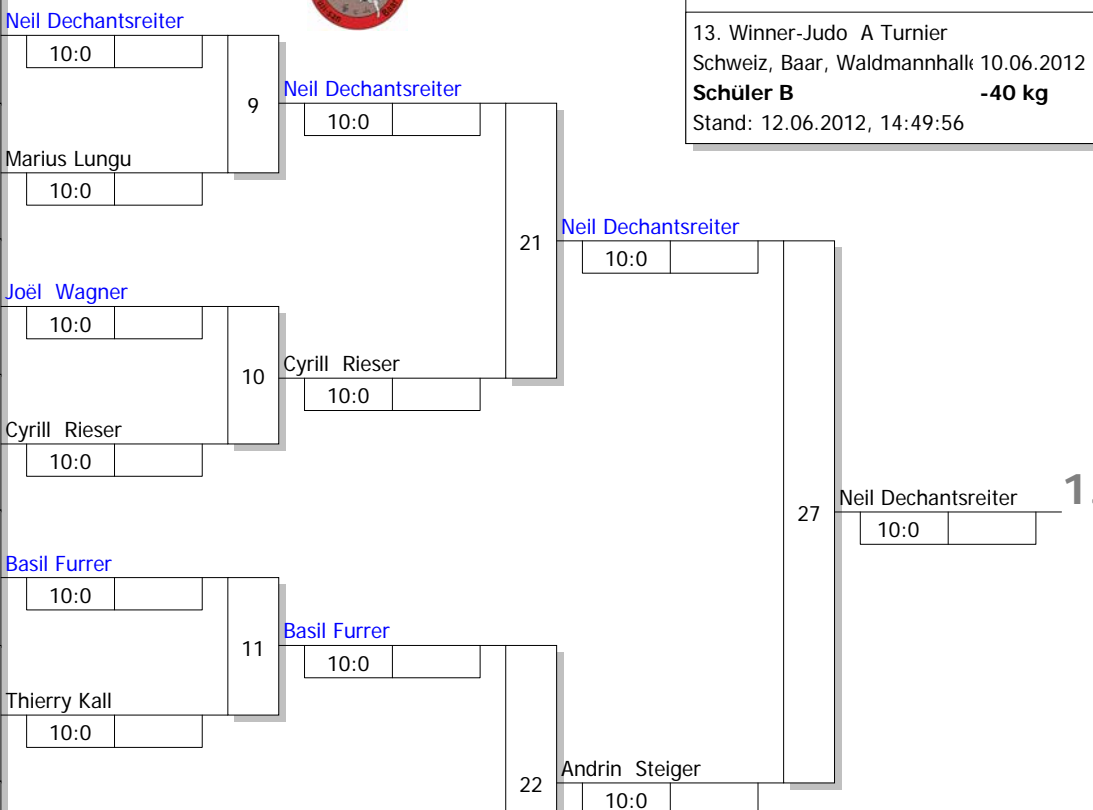 Neil Dechantsreiter
10:0
9
Marius Lungu
10:0
Neil Dechantsreiter
10:0
13. Winner-Judo A Turnier
Schweiz, Baar, Waldmannhalle 10.06.2012
Schüler B -40 kg
Stand: 12.06.2012, 14:49:56
21
Neil Dechantsreiter
10:0
Joël Wagner
10:0
10
Cyrill Rieser
10:0
Cyrill Rieser
10:0
27
Neil Dechantsreiter
10:0
1.
Basil Furrer
10:0
11
Thierry Kall
10:0
Basil Furrer
10:0
22
Andrin Steiger
10:0